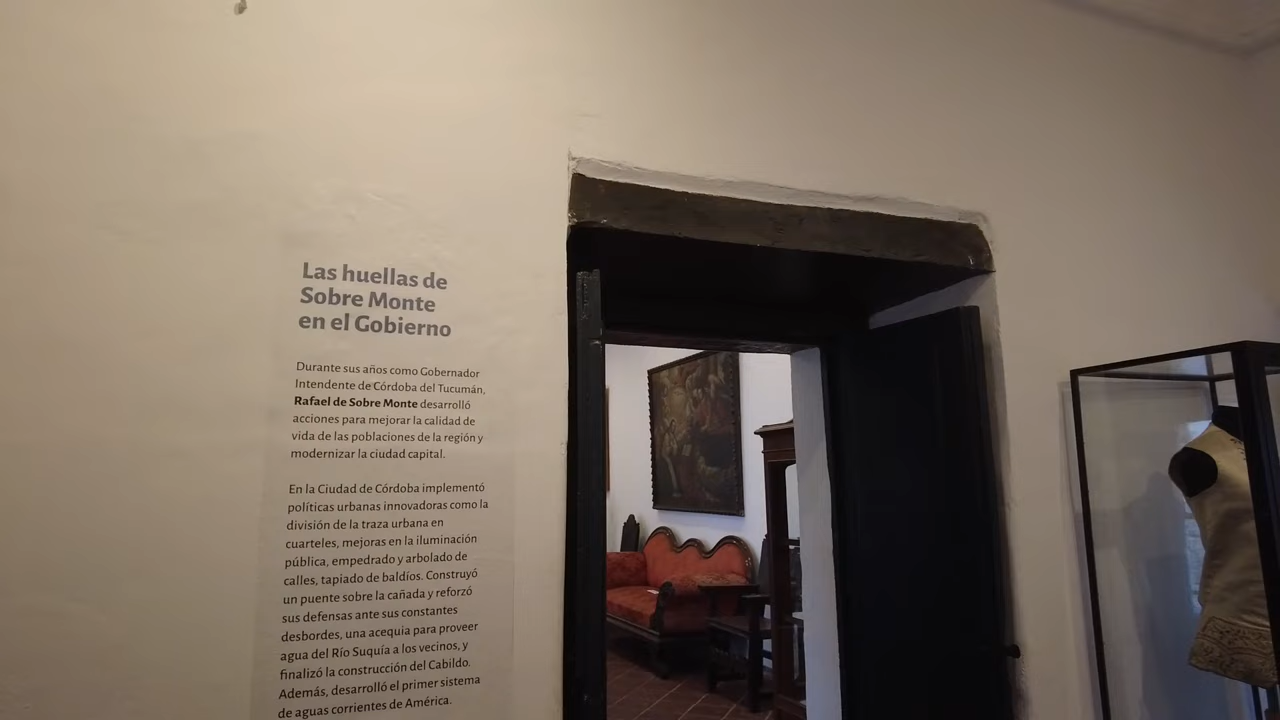 Las huellas de
Sobre Monte
en el Gobierno
Durante sus años como Gobernador
Intendente de Córdoba del Tucumán,
Rafael de Sobre Monte desarrolló
acciones para mejorar la calidad de
vida de las poblaciones de la región y
modernizar la ciudad capital.
En la Ciudad de Córdoba implementó
políticas urbanas innovadoras como la
división de la traza urbana en
cuarteles, mejoras en la iluminación
pública, empedrado y arbolado de
calles, tapiado de baldíos. Construyó
un puente sobre la cañada y reforzó
sus defensas ante sus constantes
desbordes, una acequia para proveer
agua del Río Suquía a los vecinos, y
finalizó la construcción del Cabildo.
Además, desarrolló el primer sistema
de aguas corrientes de América.